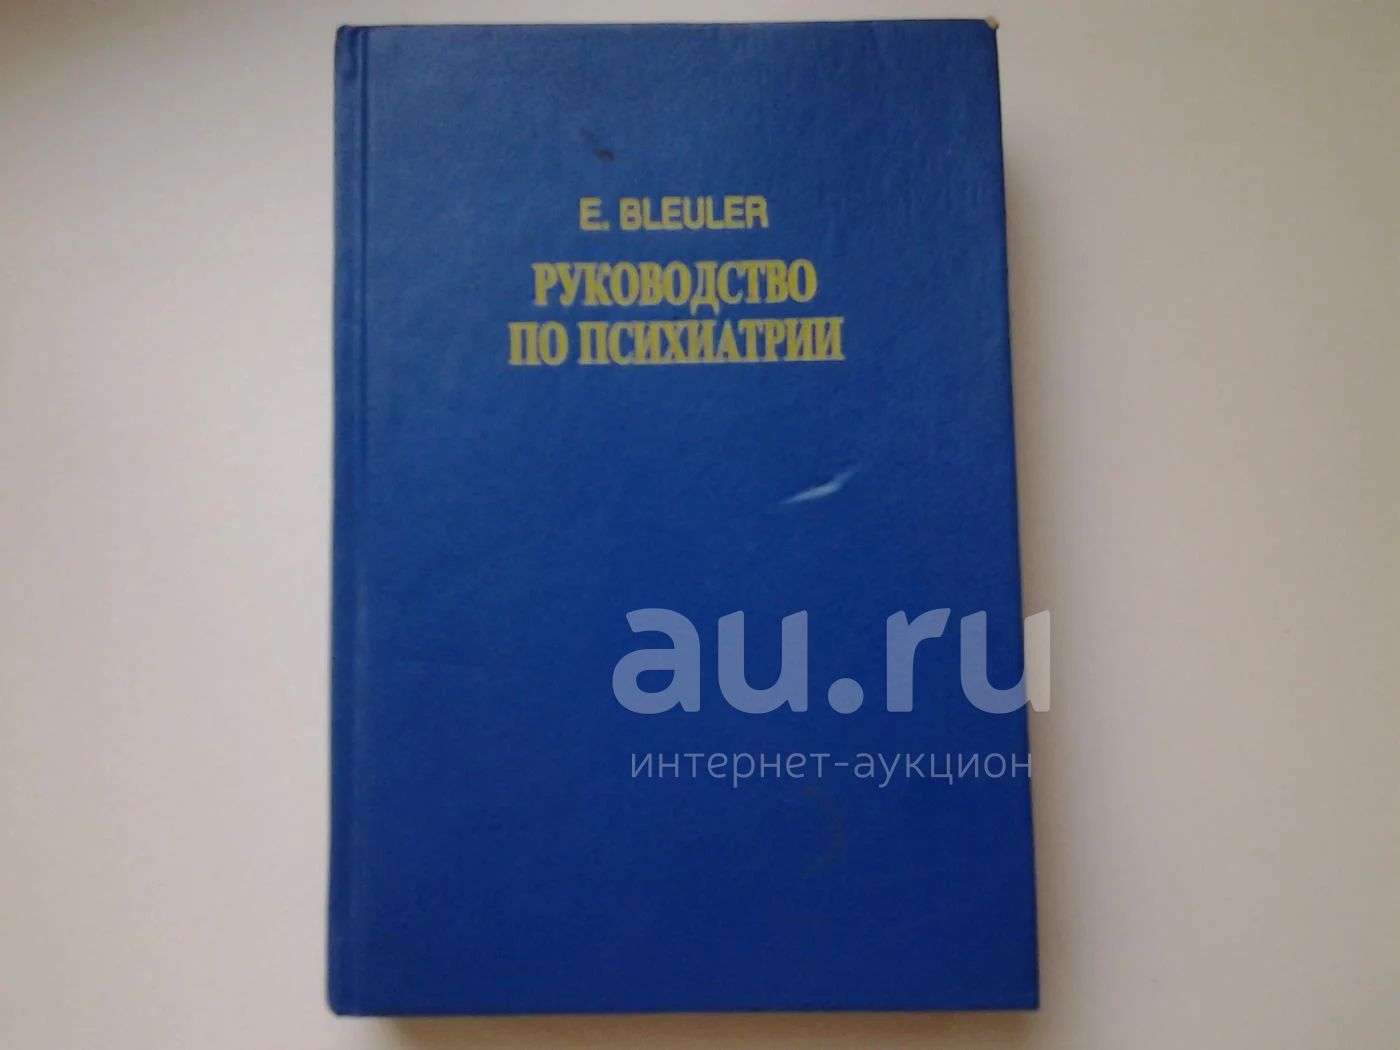 E. BLEULER
РУКОВОДСТВО
ПО ПСИХИАТРИИ
au.ru
интернет-аукцион